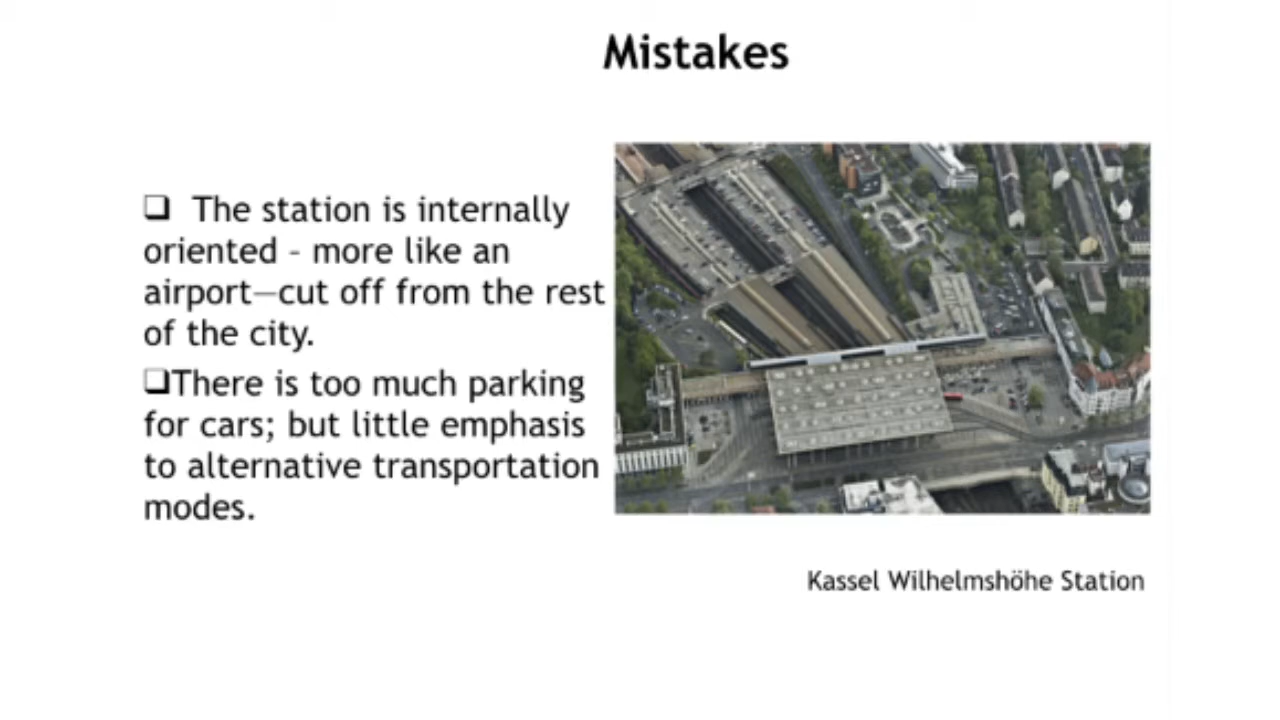 Mistakes
❑ The station is internally
oriented – more like an
airport—cut off from the rest
of the city.
❑There is too much parking
for cars; but little emphasis
to alternative transportation
modes.
Kassel Wilhelmshöhe Station